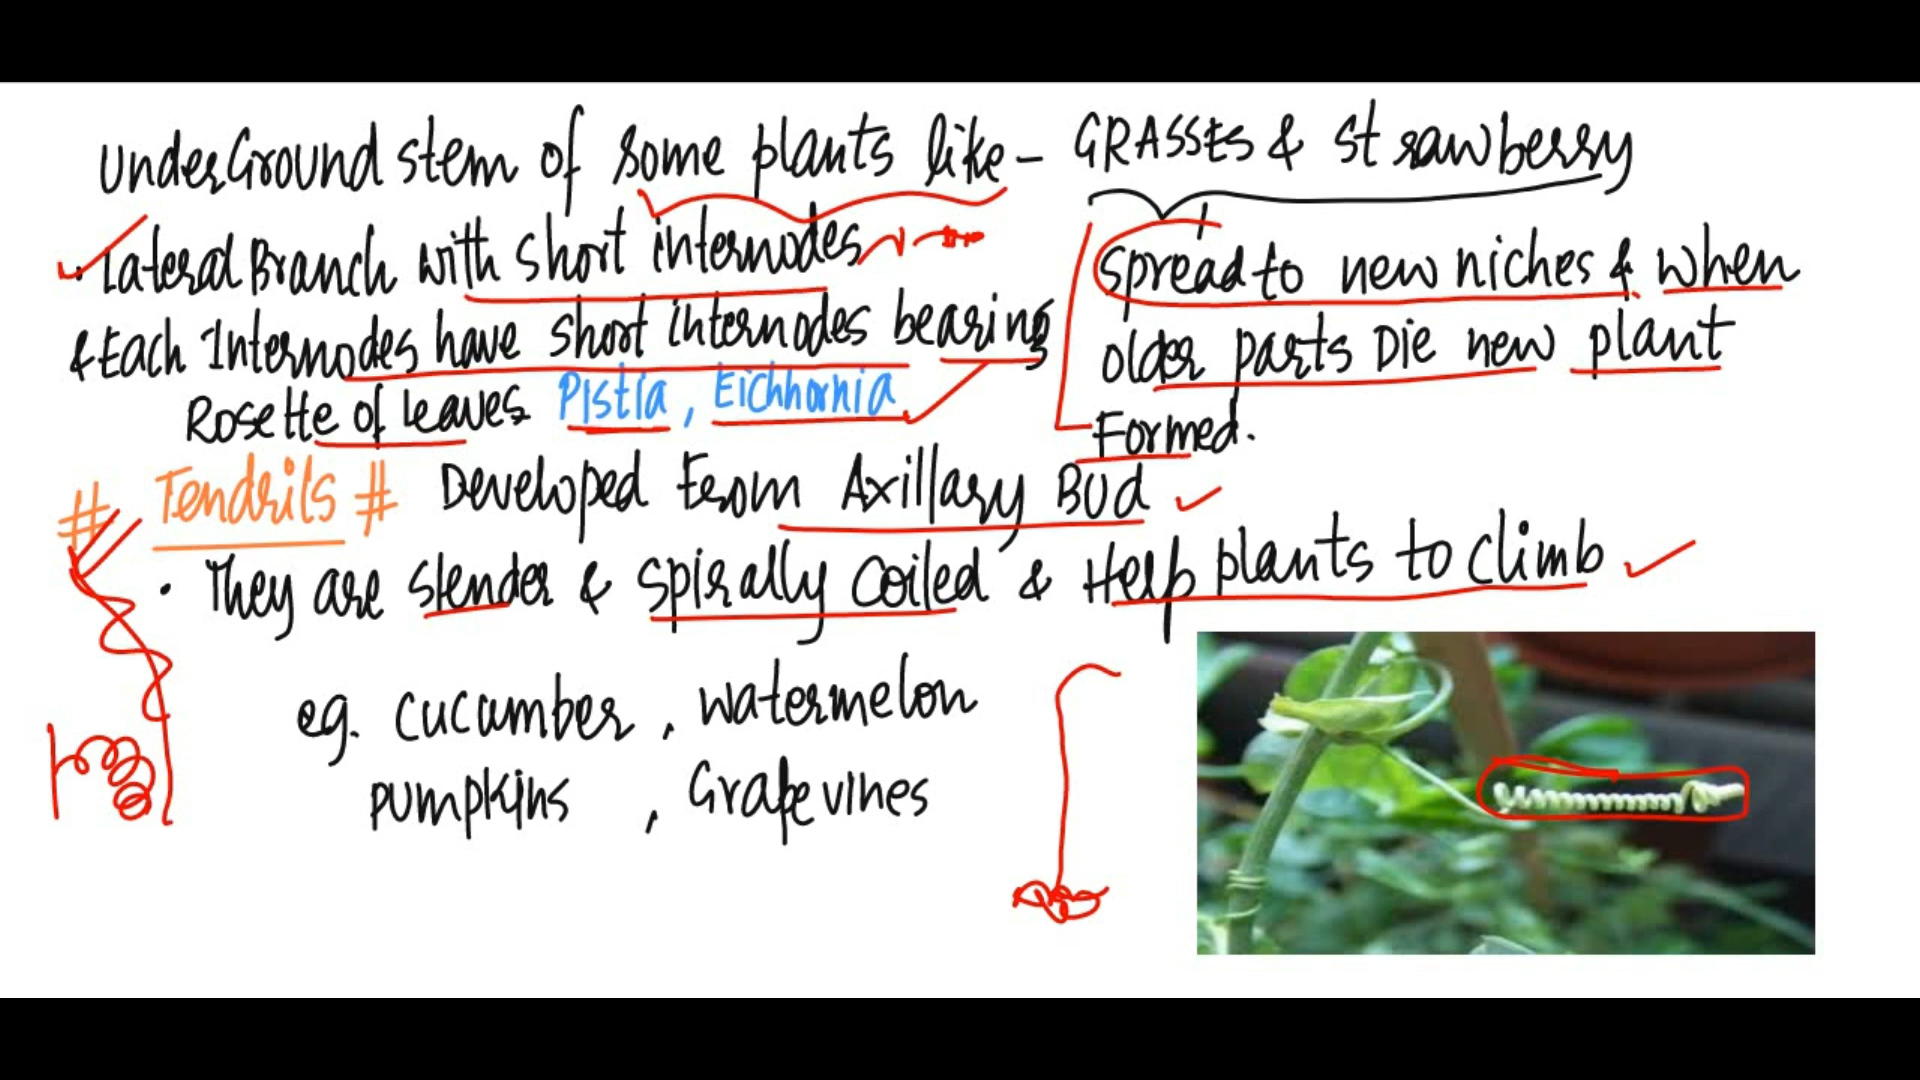 UnderGround stem of some plants like - GRASSES & Strawberry
spread to new niches & when
older parts Die new plant
Formed.
· Lateral Branch with short internodes
& Each Internodes have short internodes bearing
Rosette of leaves Pistia, Eichhornia
# Tendrils # Developed From Axillary BUd
· They are slender & spirally coiled & Help plants to climb
eg. cucumber, watermelon
pumpkins, Grapevines